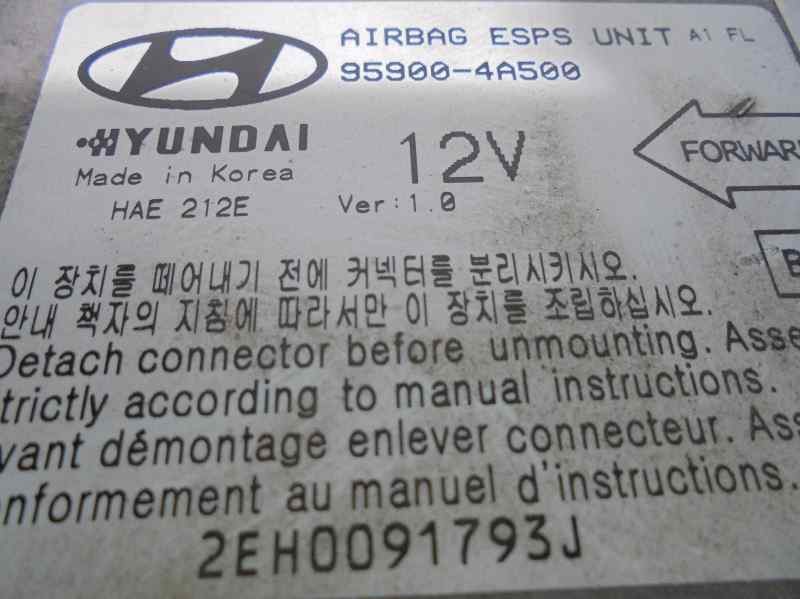 AIRBAG ESPS UNIT A1 FL
95900-4A500
HYUNDAI
Made in Korea
12V
FORWARD
HAE 212E
Ver:1.0
B
이 장치를 떼어내기 전에 커넥터를 분리시키시오.
안내 책자의 지침에 따라서만 이 장치를 조립하십시오.
Detach connector before unmounting. Asse
trictly according to manual instructions.
vant démontage enlever connecteur. Ass
onformement au manuel d'instructions.
2EH0091793J